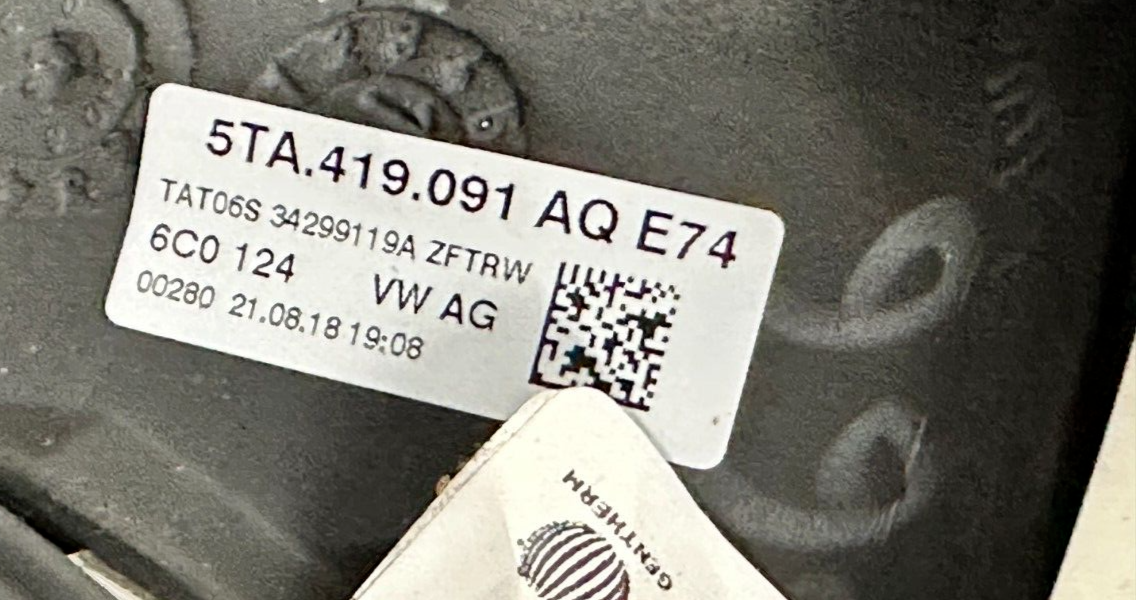 5TA.419.091 AQ E74
TAT06S 34299119A ZFTRW
6C0 124 VW AG
00280 21.08.18 19:08
GENTHERM